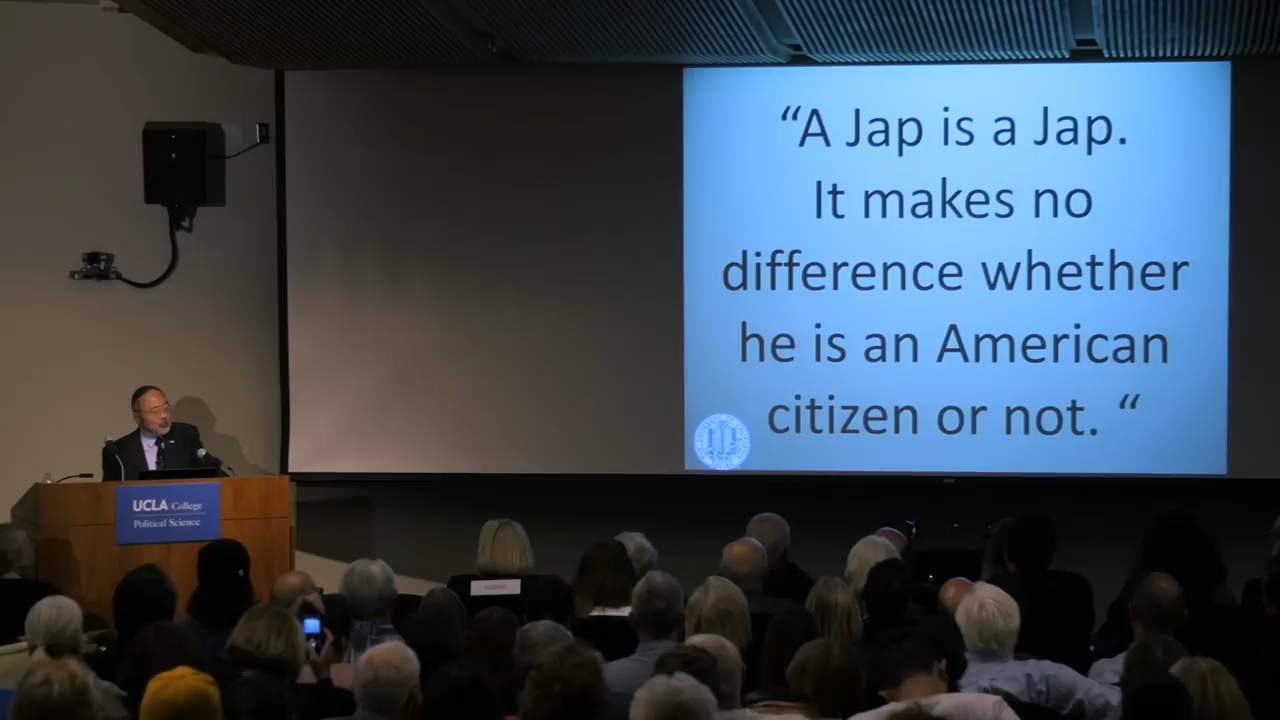 “A Jap is a Jap.
It makes no
difference whether
he is an American
citizen or not. “
UCLA College
Political Science